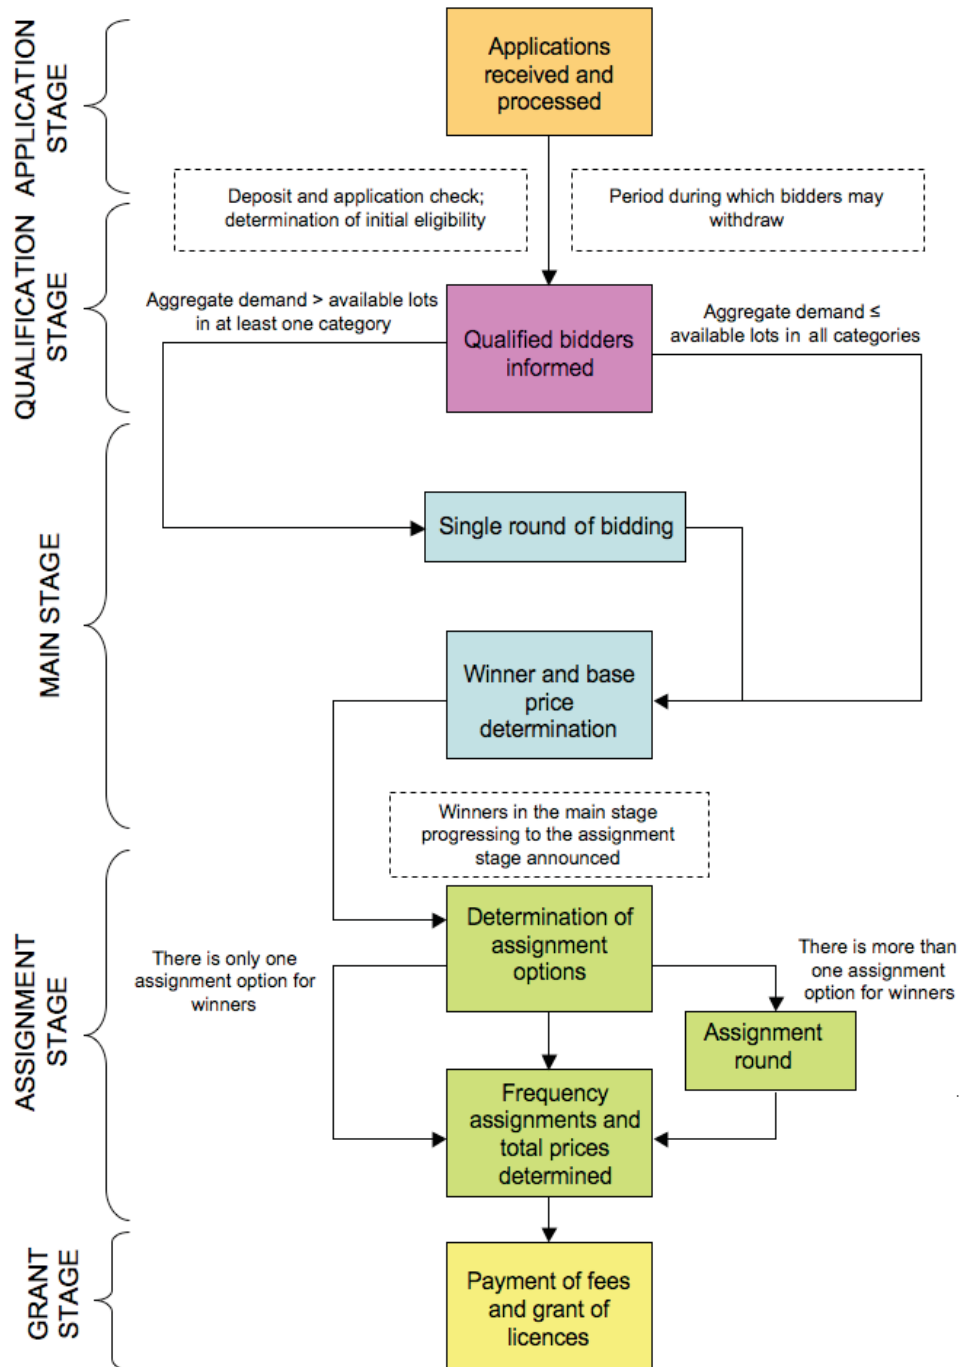 APPLICATION
STAGE
Applications
received and
processed
Deposit and application check;
determination of initial eligibility
Period during which bidders may
withdraw
QUALIFICATION
STAGE
Aggregate demand > available lots
in at least one category
Qualified bidders
informed
Aggregate demand ≤
available lots in all categories
MAIN STAGE
Single round of bidding
Winner and base
price
determination
Winners in the main stage
progressing to the assignment
stage announced
ASSIGNMENT
STAGE
Determination of
assignment
options
There is only one
assignment option for
winners
There is more than
one assignment
option for winners
Assignment
round
Frequency
assignments and
total prices
determined
GRANT
STAGE
Payment of fees
and grant of
licences